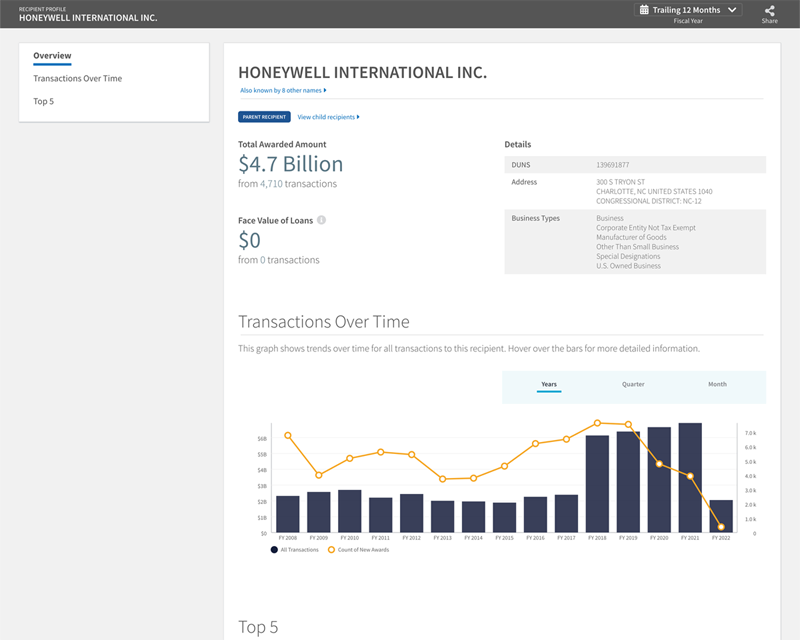 RECIPIENT PROFILE
HONEYWELL INTERNATIONAL INC.
Trailing 12 Months
Fiscal Year
Share
Overview
Transactions Over Time
Top 5
HONEYWELL INTERNATIONAL INC.
Also known by 8 other names
PARENT RECIPIENT
View child recipients
Total Awarded Amount
$4.7 Billion
from 4,710 transactions
Face Value of Loans
$0
from 0 transactions
Details
DUNS 139691877
Address 300 S TRYON ST
CHARLOTTE, NC UNITED STATES 1040
CONGRESSIONAL DISTRICT: NC-12
Business Types Business
Corporate Entity Not Tax Exempt
Manufacturer of Goods
Other Than Small Business
Special Designations
U.S. Owned Business
Transactions Over Time
This graph shows trends over time for all transactions to this recipient. Hover over the bars for more detailed information.
Years Quarter Month
$6B
$5B
$4B
$3B
$2B
$1B
$0
7.0 k
6.0 k
5.0 k
4.0 k
3.0 k
2.0 k
1.0 k
0
FY 2008 FY 2009 FY 2010 FY 2011 FY 2012 FY 2013 FY 2014 FY 2015 FY 2016 FY 2017 FY 2018 FY 2019 FY 2020 FY 2021 FY 2022
All Transactions Count of New Awards
Top 5